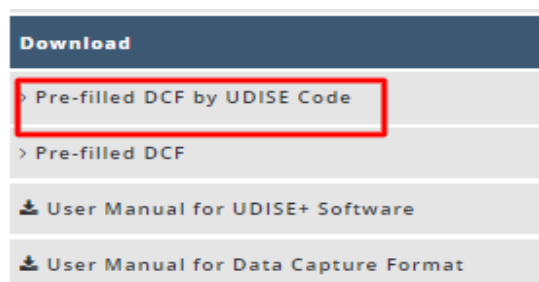 Download
> Pre-filled DCF by UDISE Code
> Pre-filled DCF
User Manual for UDISE+ Software
User Manual for Data Capture Format